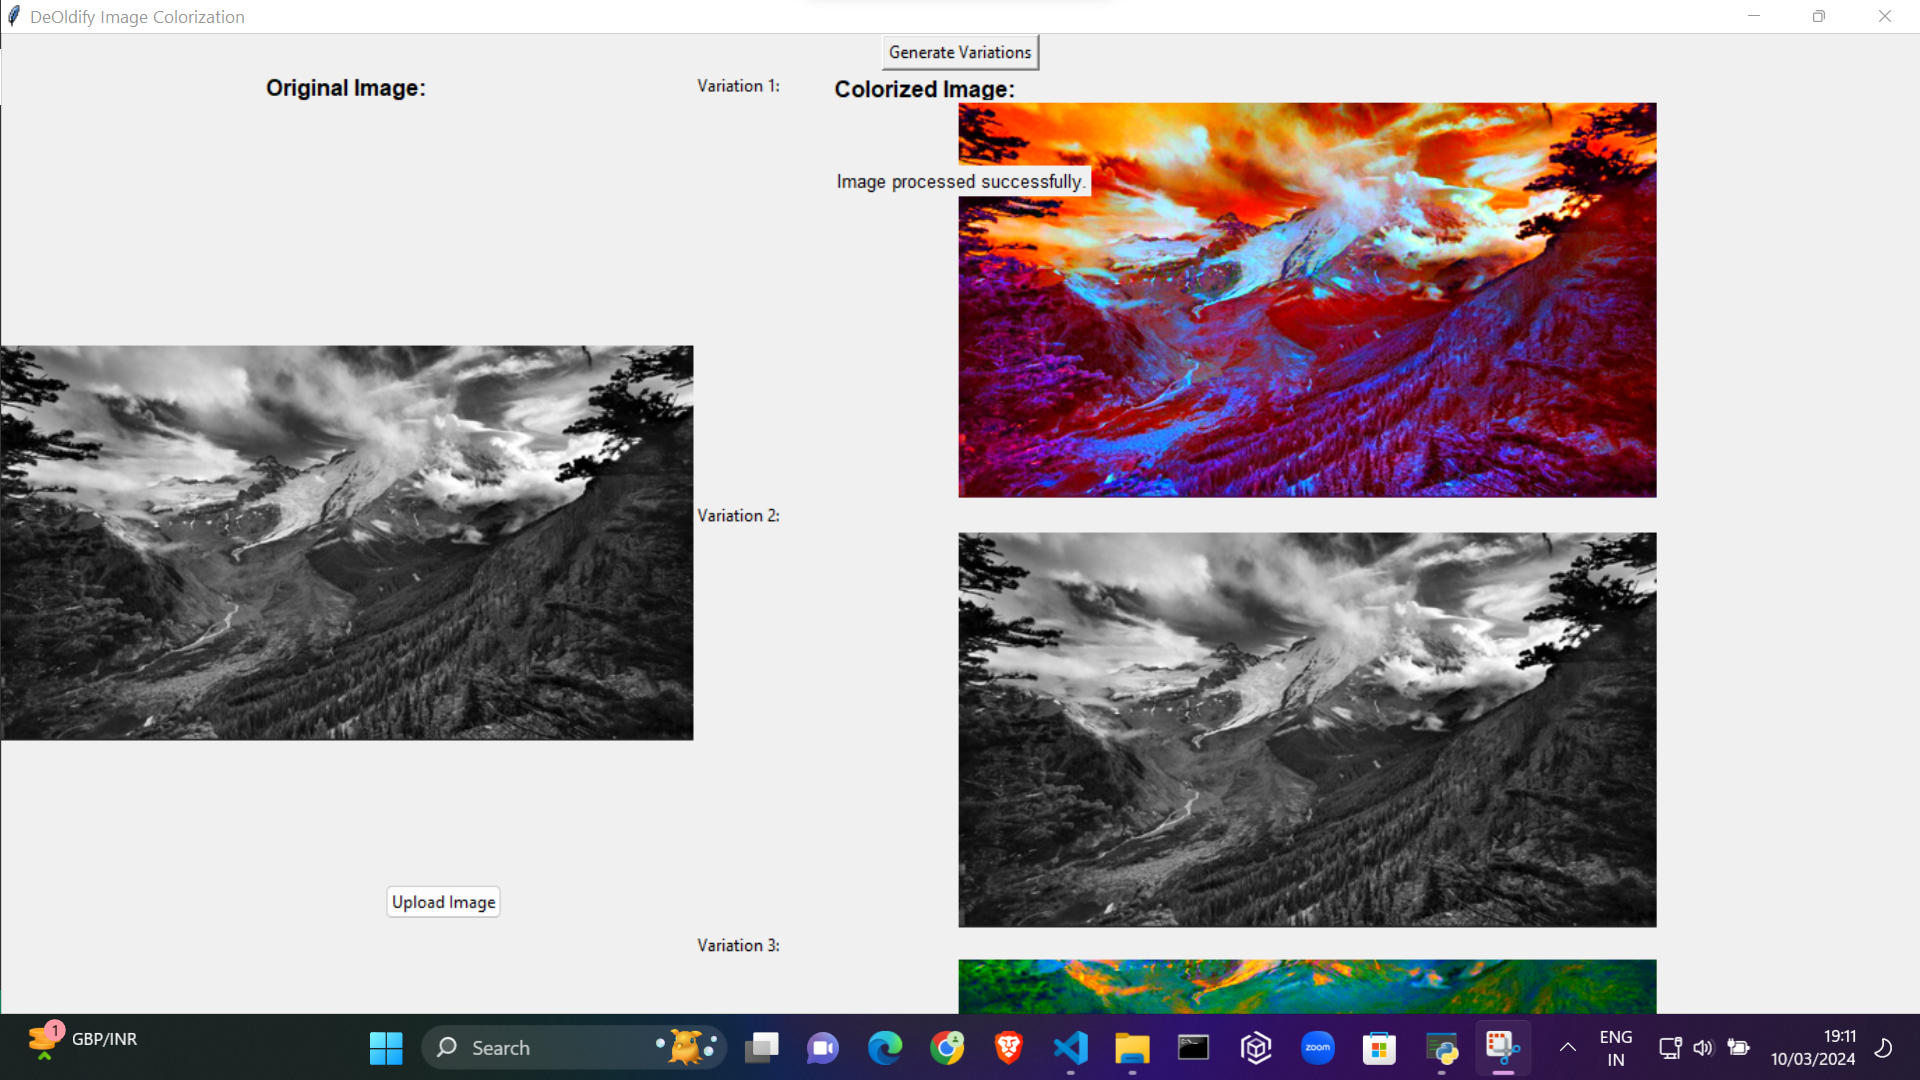 DeOldify Image Colorization
Generate Variations
Original Image:
Variation 1:
Colorized Image:
Image processed successfully.
Variation 2:
Upload Image
Variation 3:
1
GBP/INR
Search
zoom
ENG
IN
19:11
10/03/2024